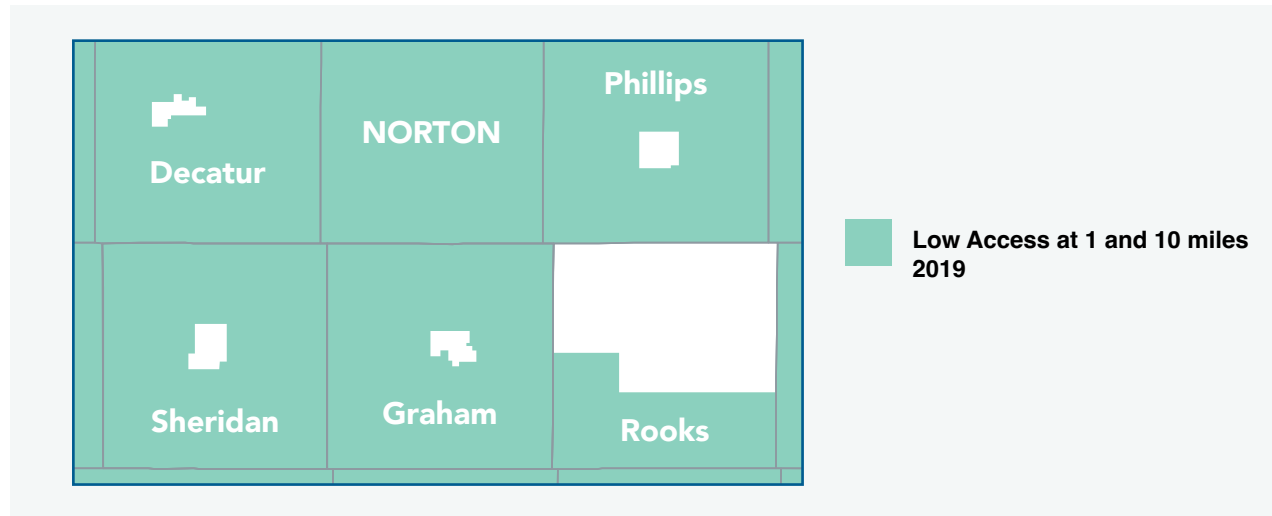 Phillips
NORTON
Decatur
Low Access at 1 and 10 miles
2019
Graham
Sheridan
Rooks